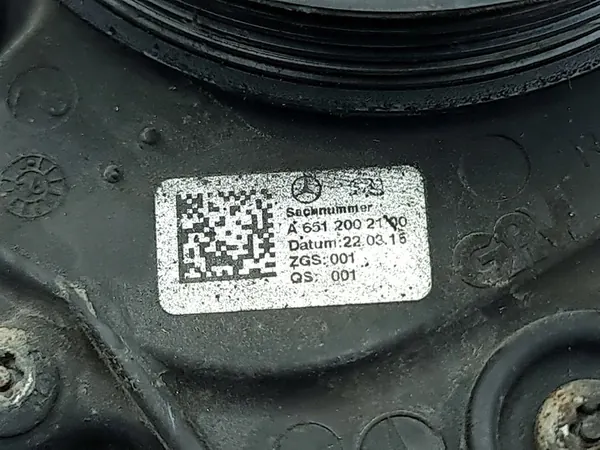 Sachnummer
A 651 200 21 00
Datum:22.03.15
ZGS:001
QS: 001